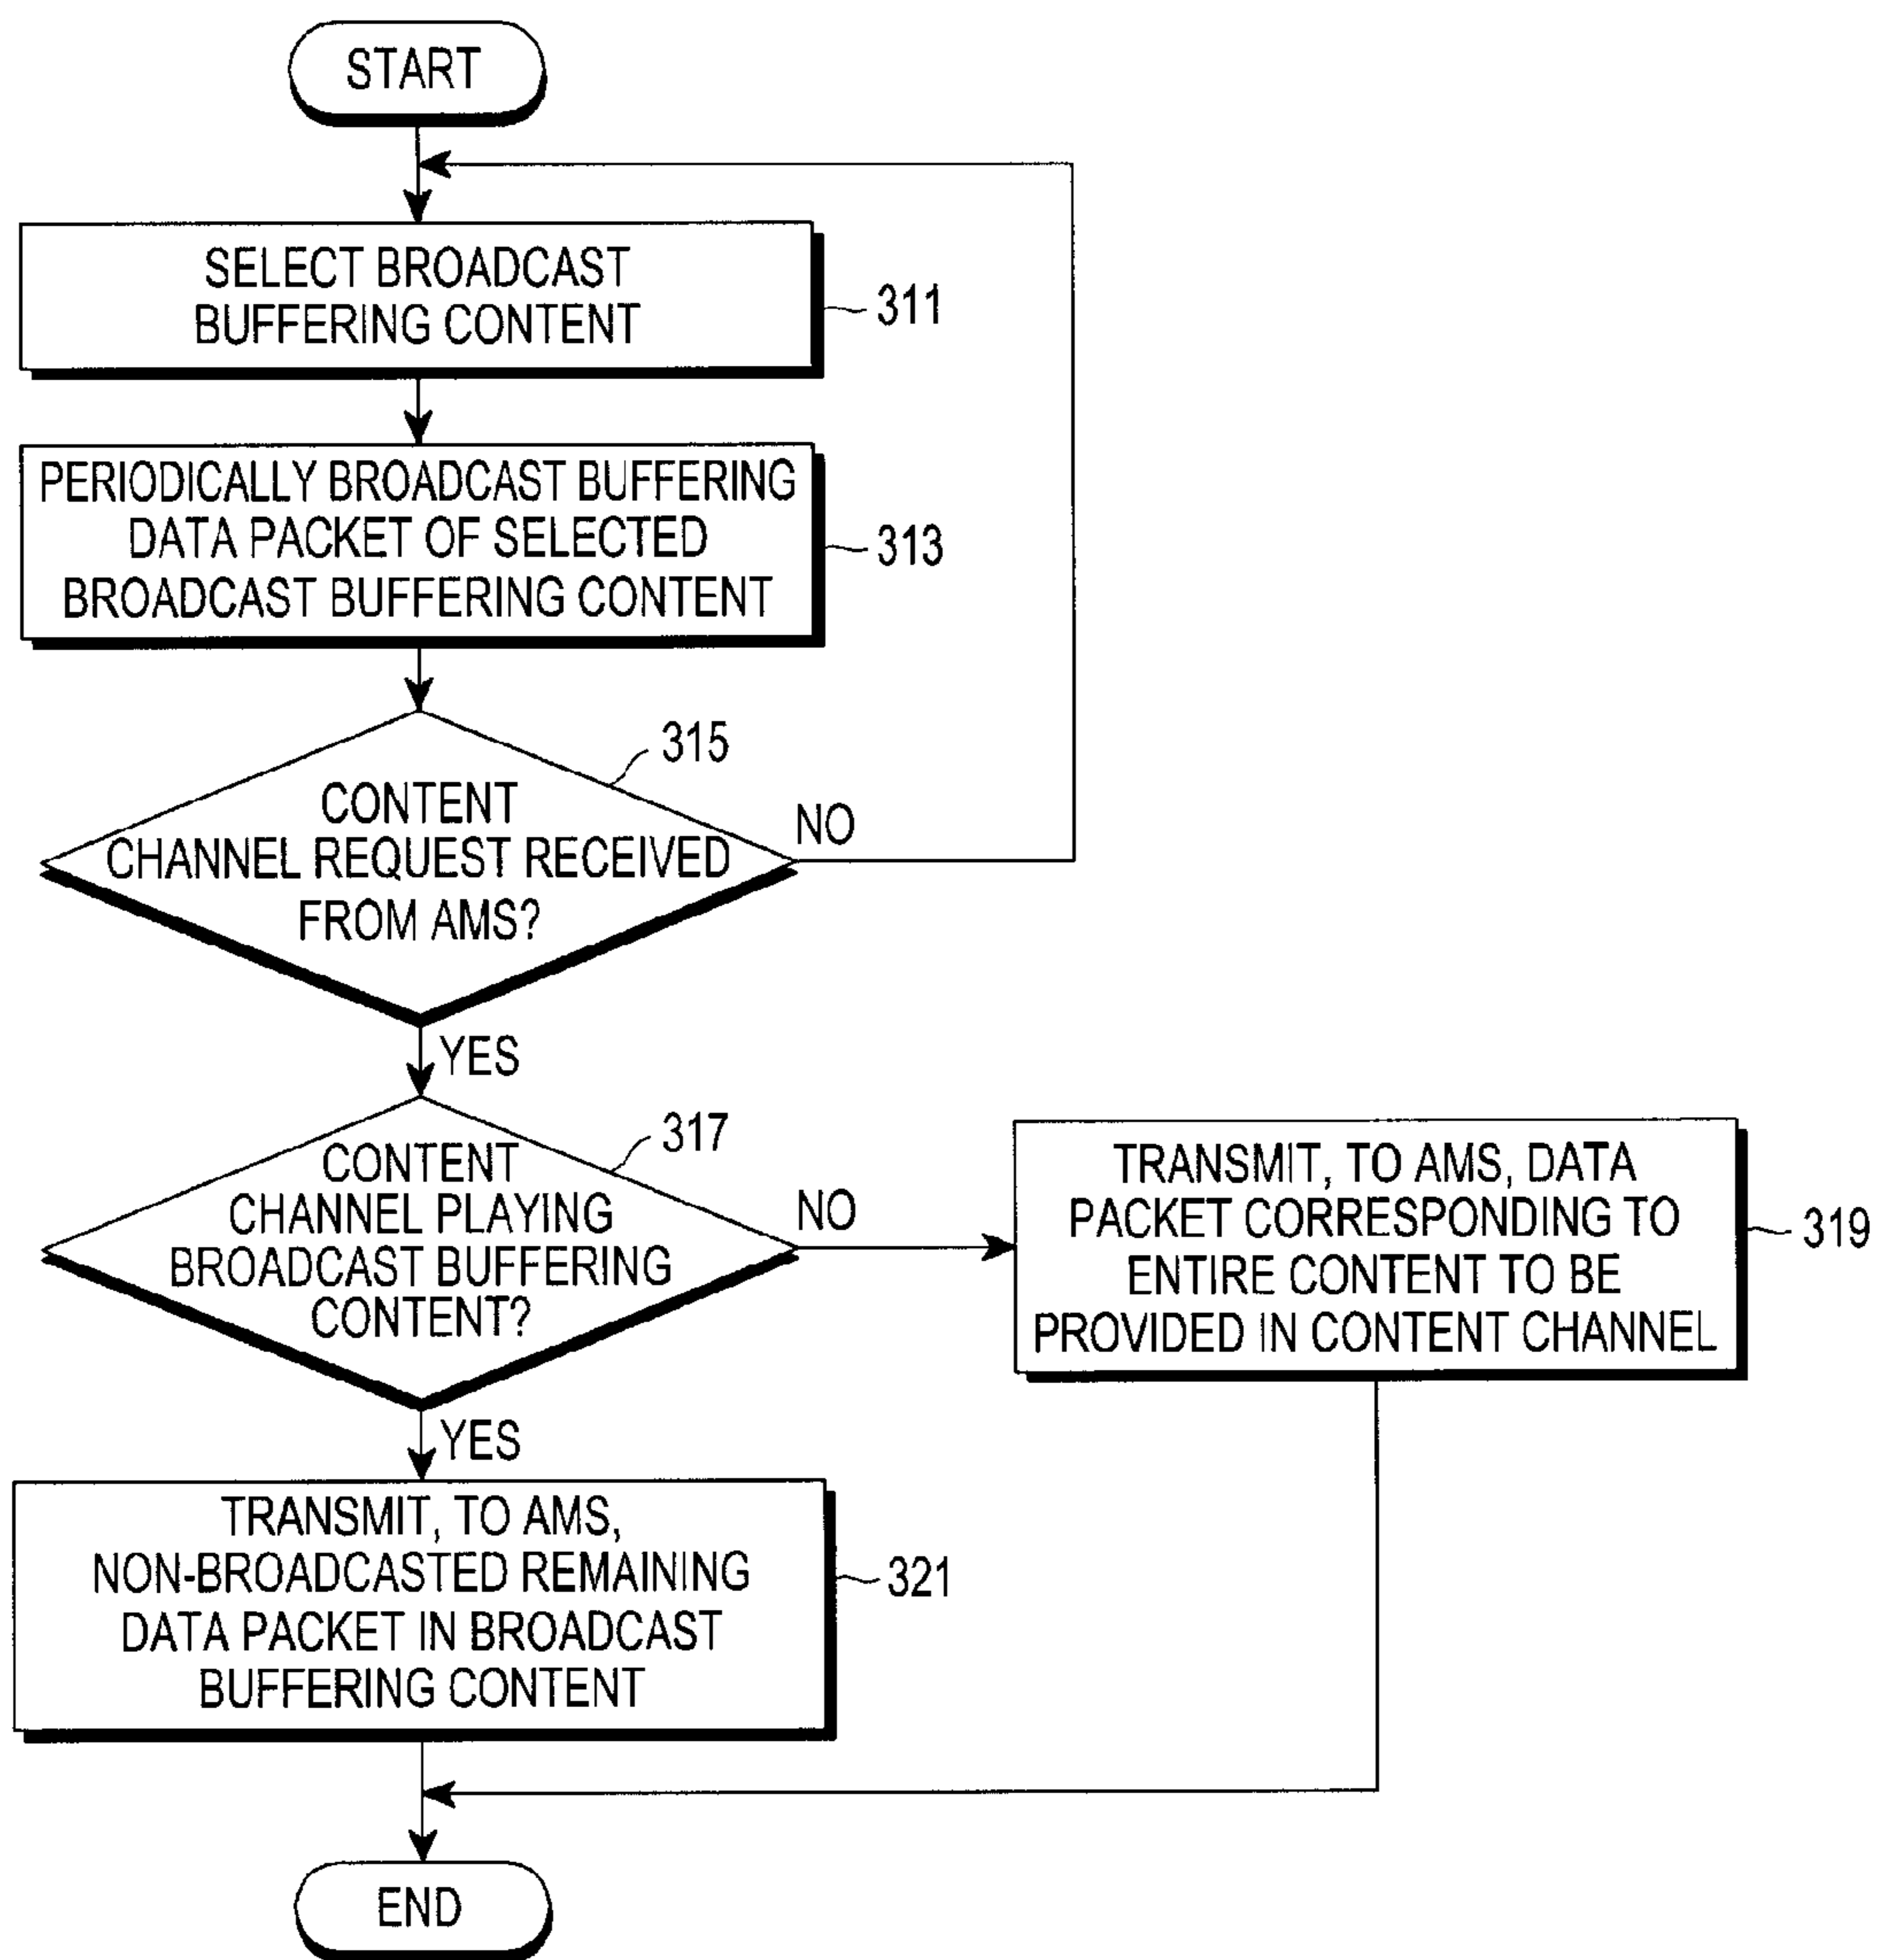 START
SELECT BROADCAST
BUFFERING CONTENT
311
PERIODICALLY BROADCAST BUFFERING
DATA PACKET OF SELECTED
BROADCAST BUFFERING CONTENT
313
315
CONTENT
CHANNEL REQUEST RECEIVED
FROM AMS?
NO
YES
317
CONTENT
CHANNEL PLAYING
BROADCAST BUFFERING
CONTENT?
NO
TRANSMIT, TO AMS, DATA
PACKET CORRESPONDING TO
ENTIRE CONTENT TO BE
PROVIDED IN CONTENT CHANNEL
319
YES
TRANSMIT, TO AMS,
NON-BROADCASTED REMAINING
DATA PACKET IN BROADCAST
BUFFERING CONTENT
321
END